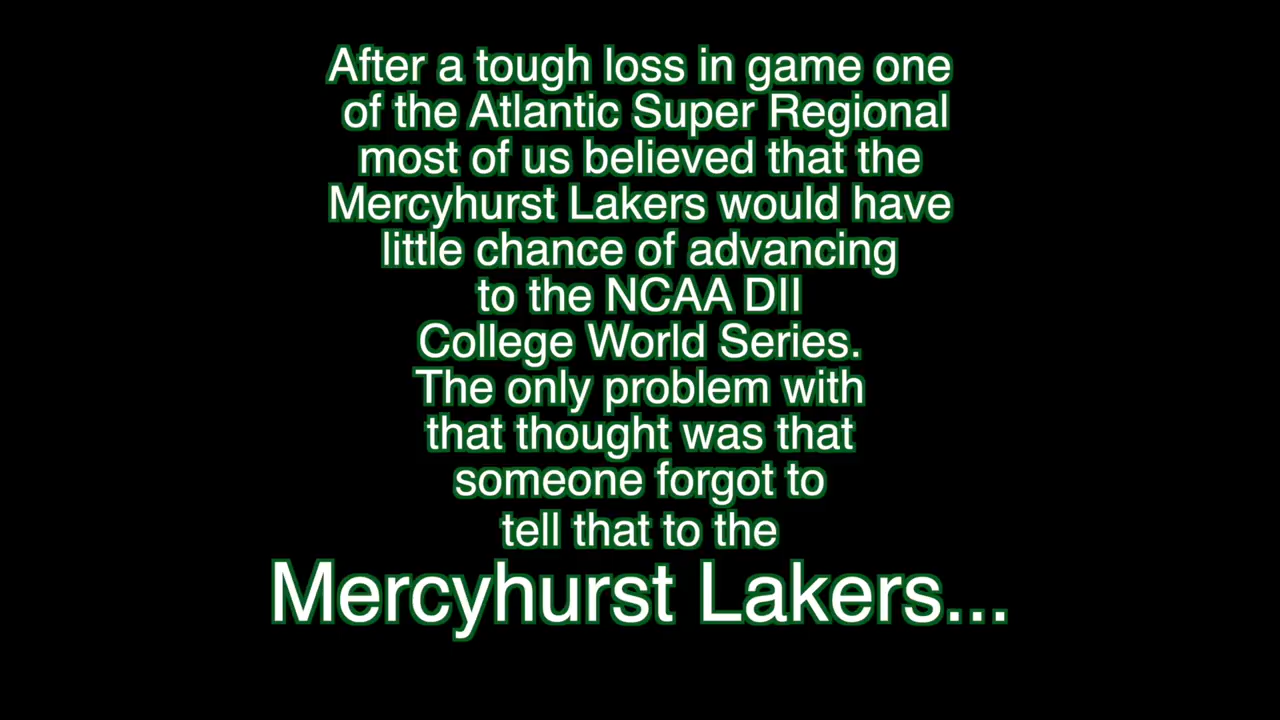 After a tough loss in game one
of the Atlantic Super Regional
most of us believed that the
Mercyhurst Lakers would have
little chance of advancing
to the NCAA DII
College World Series.
The only problem with
that thought was that
someone forgot to
tell that to the
Mercyhurst Lakers...